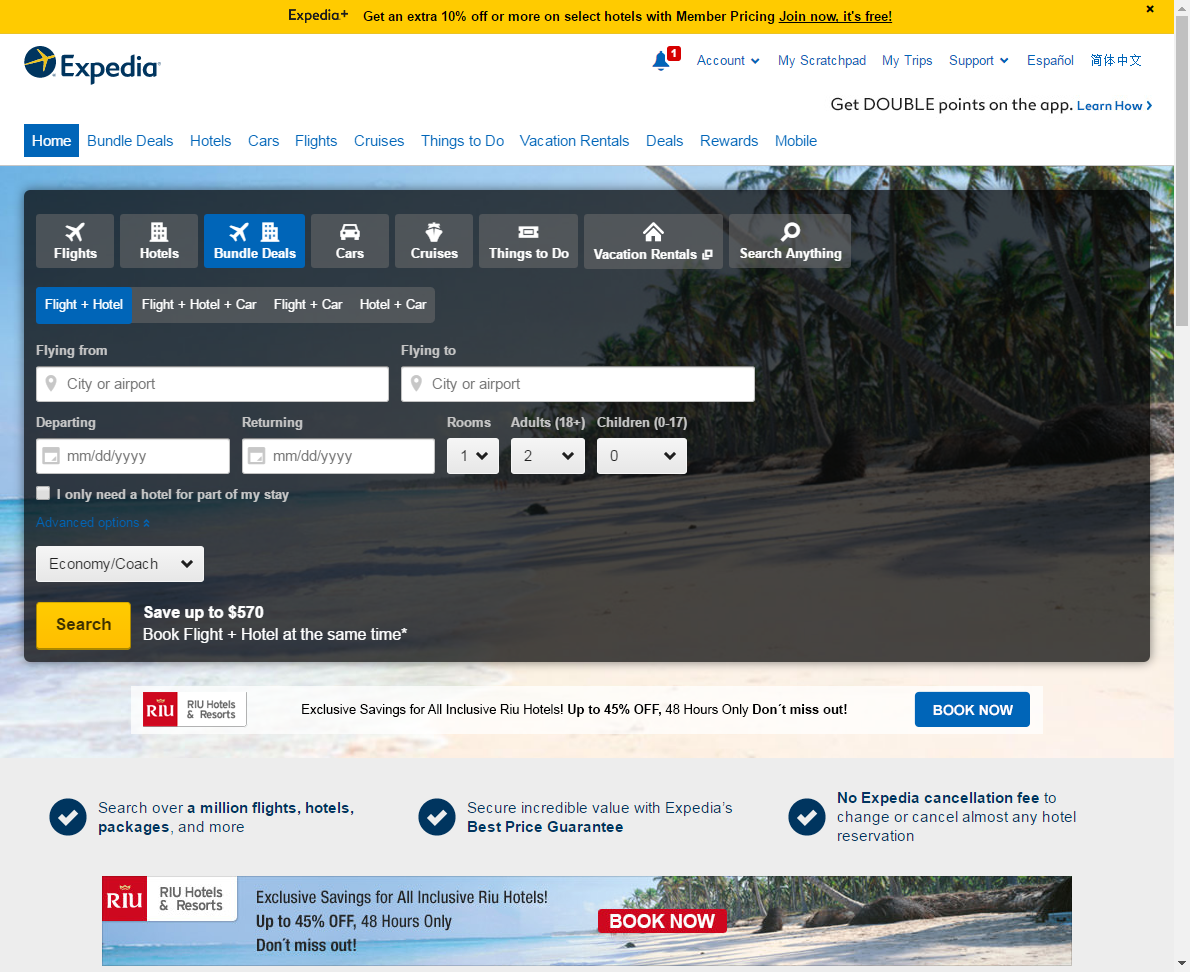 Expedia+ Get an extra 10% off or more on select hotels with Member Pricing Join now, it's free!
Expedia
1 Account My Scratchpad My Trips Support Español 简体中文
Get DOUBLE points on the app. Learn How
Home Bundle Deals Hotels Cars Flights Cruises Things to Do Vacation Rentals Deals Rewards Mobile
Flights Hotels Bundle Deals Cars Cruises Things to Do Vacation Rentals Search Anything
Flight + Hotel Flight + Hotel + Car Flight + Car Hotel + Car
Flying from Flying to
City or airport City or airport
Departing Returning Rooms Adults (18+) Children (0-17)
mm/dd/yyyy mm/dd/yyyy 1 2 0
I only need a hotel for part of my stay
Advanced options
Economy/Coach
Search Save up to $570
Book Flight + Hotel at the same time*
RIU RIU Hotels & Resorts Exclusive Savings for All Inclusive Riu Hotels! Up to 45% OFF, 48 Hours Only Don´t miss out! BOOK NOW
Search over a million flights, hotels,
packages, and more
Secure incredible value with Expedia's
Best Price Guarantee
No Expedia cancellation fee to
change or cancel almost any hotel
reservation
RIU RIU Hotels
& Resorts
Exclusive Savings for All Inclusive Riu Hotels!
Up to 45% OFF, 48 Hours Only
Don´t miss out!
BOOK NOW